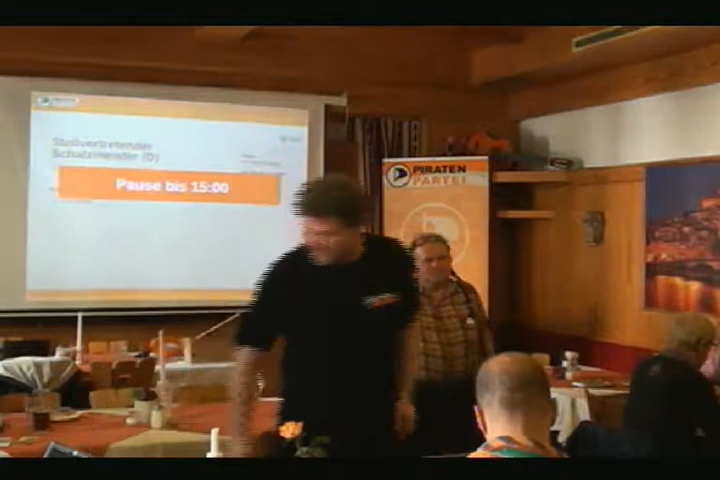 Stellvertretender
Schatzmeister (D)
Pause bis 15:00
PIRATEN
PARTEI